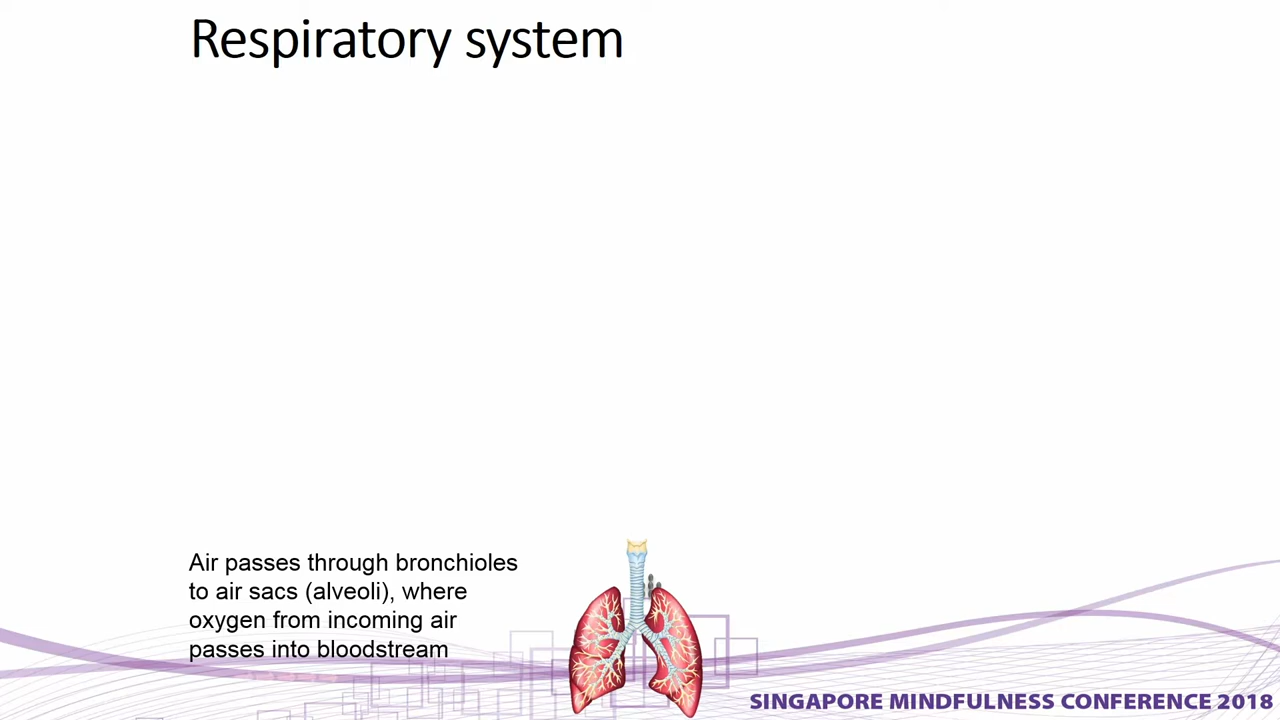 Respiratory system
Air passes through bronchioles
to air sacs (alveoli), where
oxygen from incoming air
passes into bloodstream
SINGAPORE MINDFULNESS CONFERENCE 2018